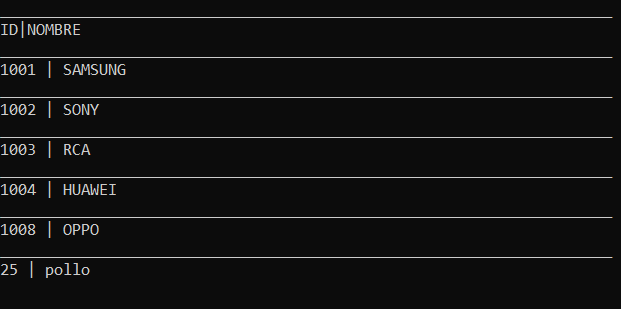 ID|NOMBRE
1001 | SAMSUNG
1002 | SONY
1003 | RCA
1004 | HUAWEI
1008 | OPPO
25 | pollo